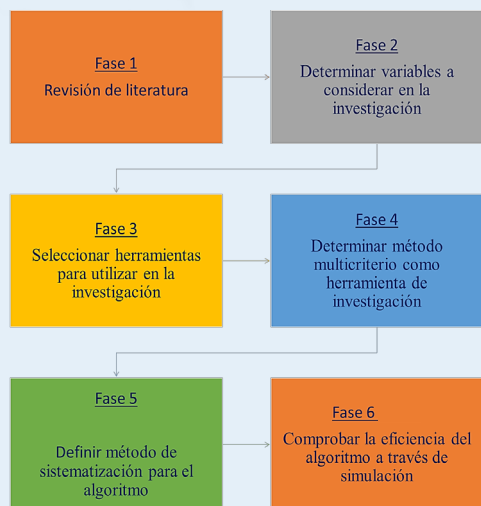 Fase 1
Revisión de literatura
Fase 2
Determinar variables a
considerar en la
investigación
Fase 3
Seleccionar herramientas
para utilizar en la
investigación
Fase 4
Determinar método
multicriterio como
herramienta de
investigación
Fase 5
Definir método de
sistematización para el
algoritmo
Fase 6
Comprobar la eficiencia del
algoritmo a través de
simulación